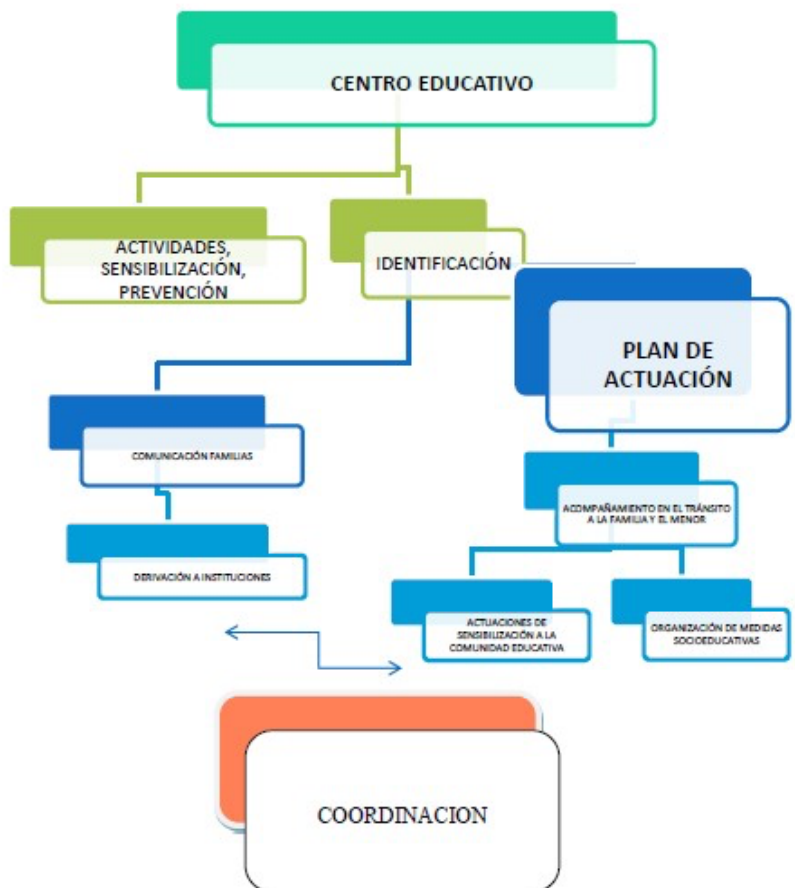 CENTRO EDUCATIVO
ACTIVIDADES,
SENSIBILIZACIÓN,
PREVENCIÓN
IDENTIFICACIÓN
PLAN DE
ACTUACIÓN
COMUNICACIÓN FAMILIAS
ACOMPAÑAMIENTO EN EL TRÁNSITO
A LA FAMILIA Y EL MENOR
DERIVACIÓN A INSTITUCIONES
ACTUACIONES DE
SENSIBILIZACIÓN A LA
COMUNIDAD EDUCATIVA
ORGANIZACIÓN DE MEDIDAS
SOCIOEDUCATIVAS
COORDINACION